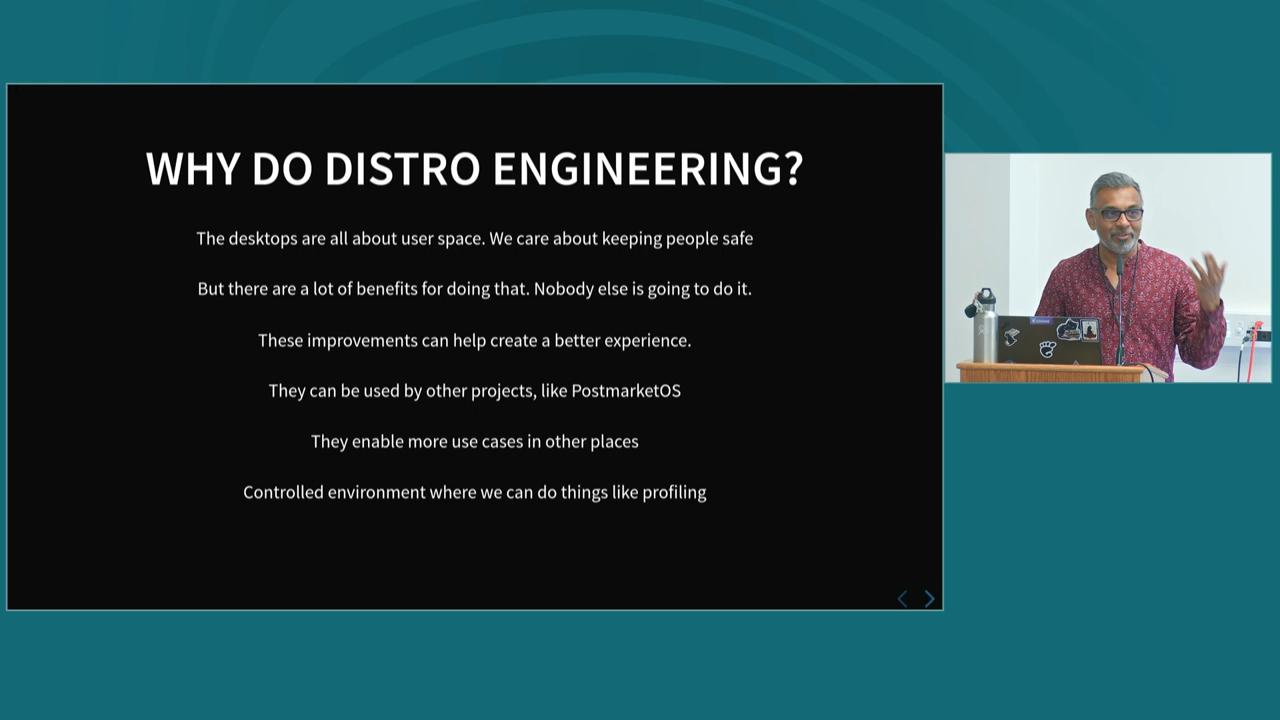 WHY DO DISTRO ENGINEERING?
The desktops are all about user space. We care about keeping people safe
But there are a lot of benefits for doing that. Nobody else is going to do it.
These improvements can help create a better experience.
They can be used by other projects, like PostmarketOS
They enable more use cases in other places
Controlled environment where we can do things like profiling